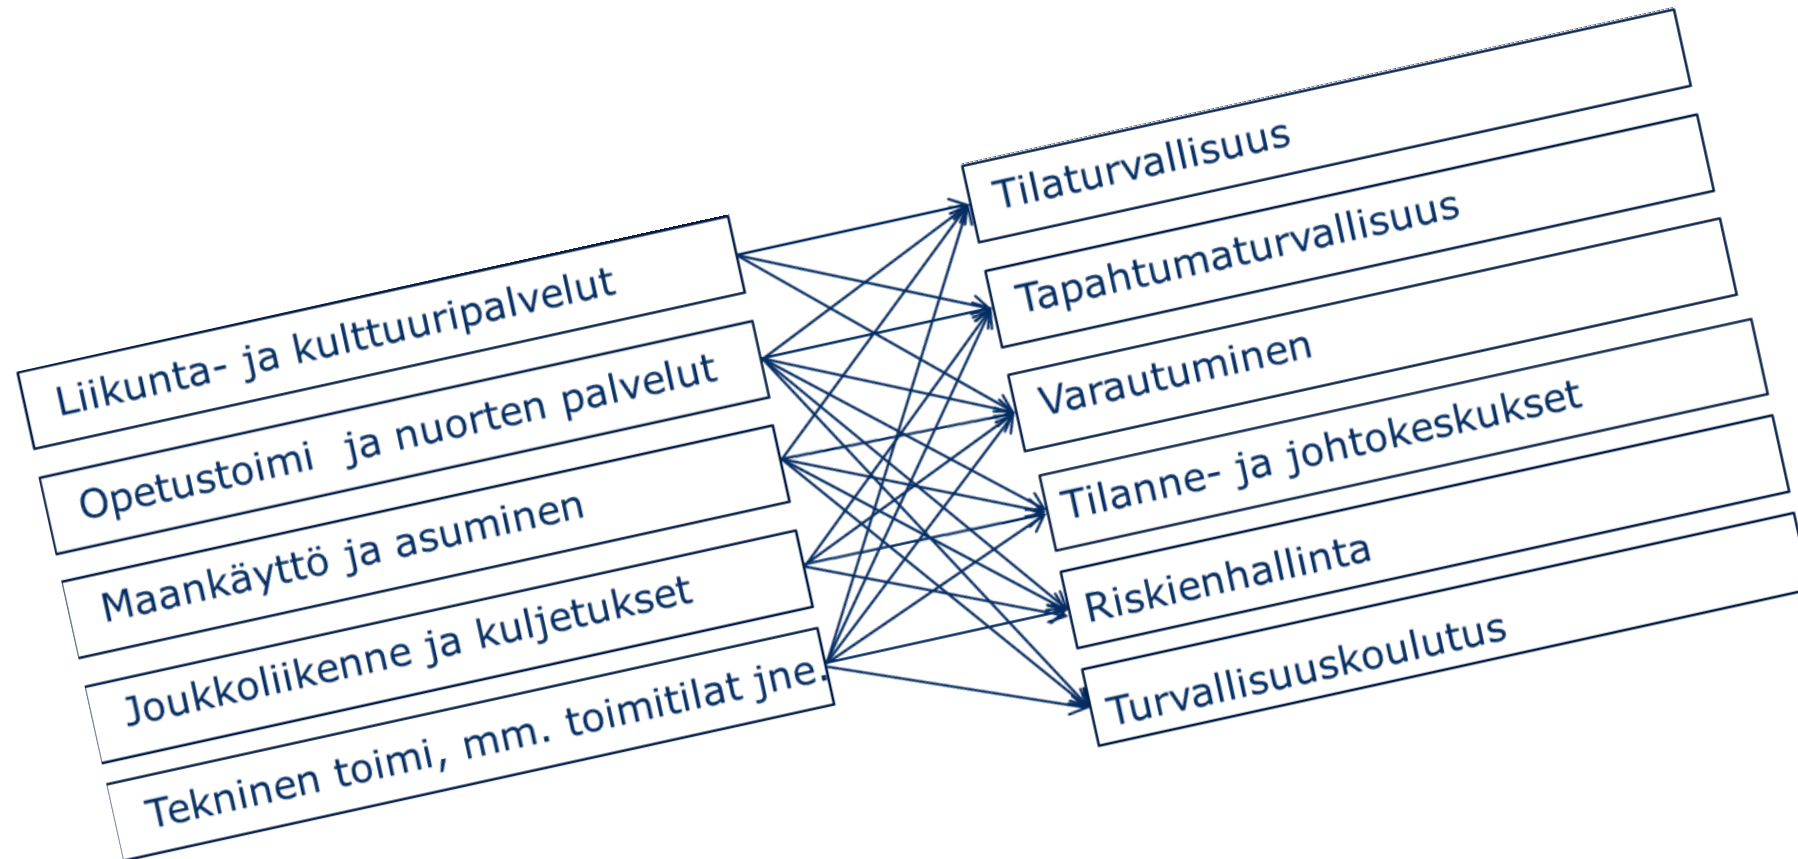 Liikunta- ja kulttuuripalvelut
Opetustoimi ja nuorten palvelut
Maankäyttö ja asuminen
Joukkoliikenne ja kuljetukset
Tekninen toimi, mm. toimitilat jne.
Tilaturvallisuus
Tapahtumaturvallisuus
Varautuminen
Tilanne- ja johtokeskukset
Riskienhallinta
Turvallisuuskoulutus